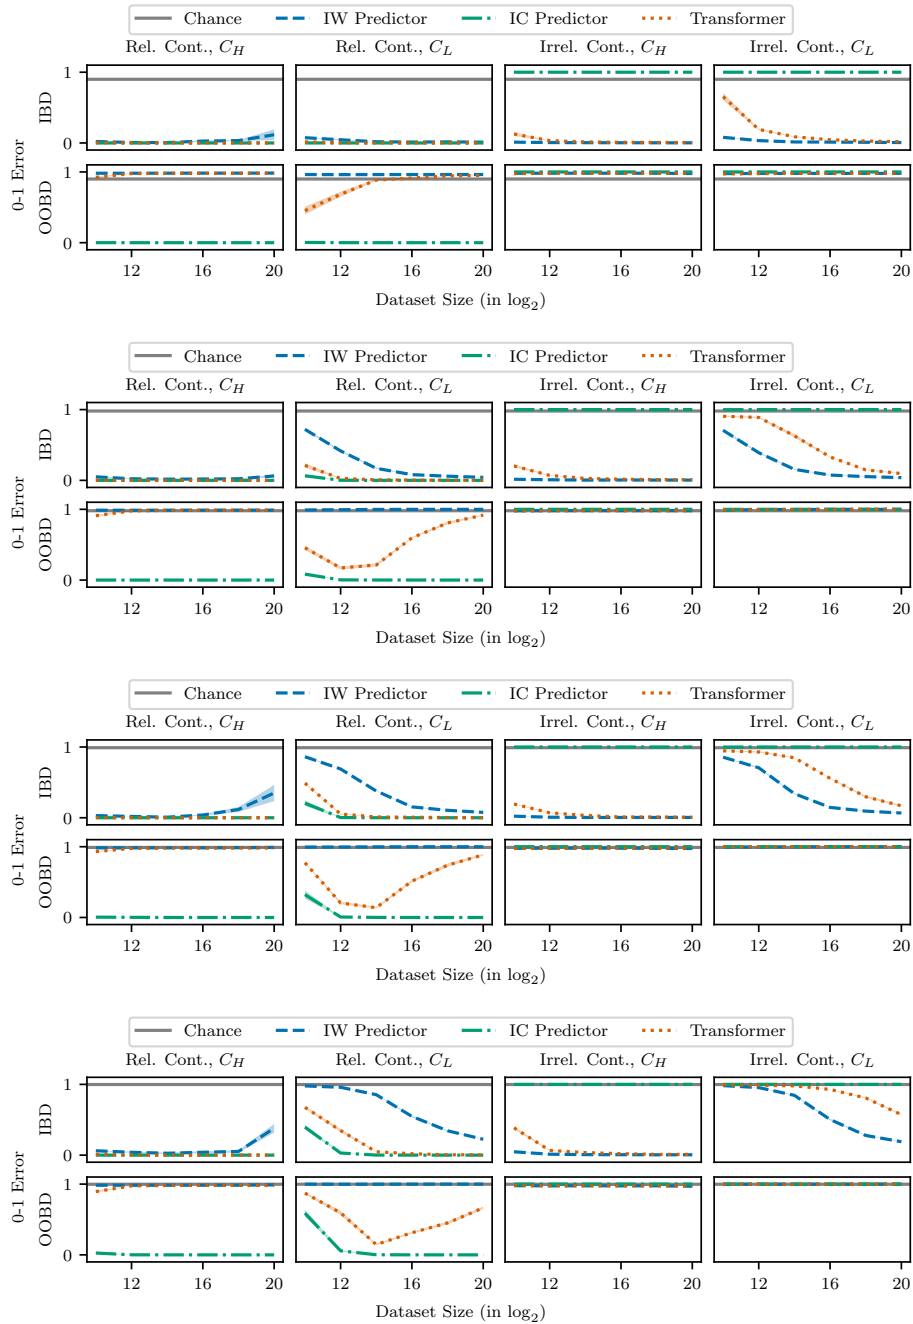 Chance IW Predictor IC Predictor Transformer
Rel. Cont., C_H Rel. Cont., C_L Irrel. Cont., C_H Irrel. Cont., C_L
0-1 Error
IBD
1
0
OOBD
1
0
12 16 20 12 16 20 12 16 20 12 16 20
Dataset Size (in log_2)
Chance IW Predictor IC Predictor Transformer
Rel. Cont., C_H Rel. Cont., C_L Irrel. Cont., C_H Irrel. Cont., C_L
0-1 Error
IBD
1
0
OOBD
1
0
12 16 20 12 16 20 12 16 20 12 16 20
Dataset Size (in log_2)
Chance IW Predictor IC Predictor Transformer
Rel. Cont., C_H Rel. Cont., C_L Irrel. Cont., C_H Irrel. Cont., C_L
0-1 Error
IBD
1
0
OOBD
1
0
12 16 20 12 16 20 12 16 20 12 16 20
Dataset Size (in log_2)
Chance IW Predictor IC Predictor Transformer
Rel. Cont., C_H Rel. Cont., C_L Irrel. Cont., C_H Irrel. Cont., C_L
0-1 Error
IBD
1
0
OOBD
1
0
12 16 20 12 16 20 12 16 20 12 16 20
Dataset Size (in log_2)